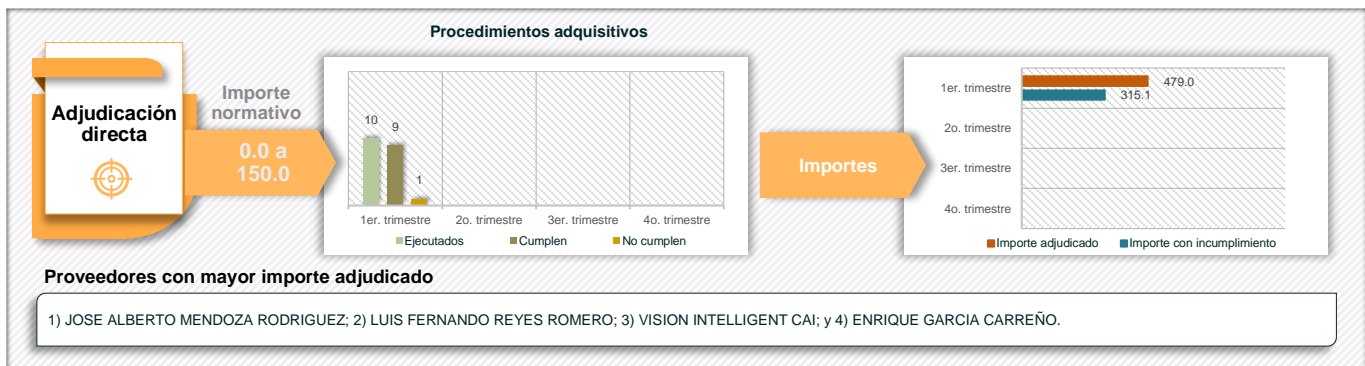 Procedimientos adquisitivos
Adjudicación
directa
Importe
normativo
0.0 a
150.0
10
9
1
1er. trimestre
2o. trimestre
3er. trimestre
4o. trimestre
Ejecutados
Cumplen
No cumplen
Importes
1er. trimestre
479.0
315.1
2o. trimestre
3er. trimestre
4o. trimestre
Importe adjudicado
Importe con incumplimiento
Proveedores con mayor importe adjudicado
1) JOSE ALBERTO MENDOZA RODRIGUEZ; 2) LUIS FERNANDO REYES ROMERO; 3) VISION INTELLIGENT CAI; y 4) ENRIQUE GARCIA CARREÑO.